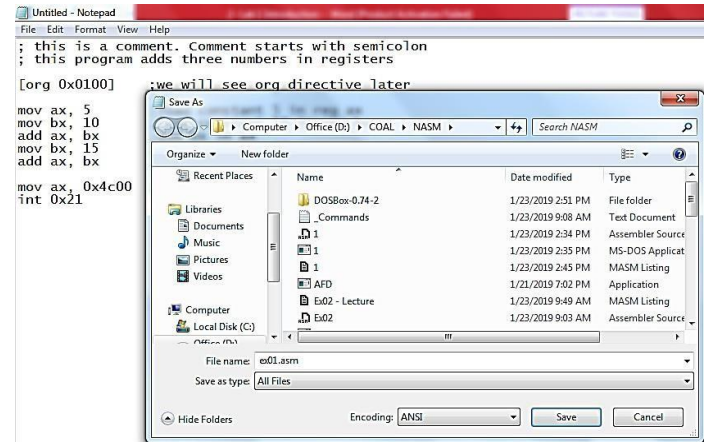 Untitled - Notepad
File Edit Format View Help
; this is a comment. Comment starts with semicolon
; this program adds three numbers in registers
[org 0x0100] ;we will see org directive later
mov ax, 5
mov bx, 10
add ax, bx
mov bx, 15
add ax, bx
mov ax, 0x4c00
int 0x21
Save As
Computer Office (D:) COAL NASM Search NASM
Organize New folder
Name Date modified Type
Recent Places
Libraries
Documents
Music
Pictures
Videos
Computer
Local Disk (C:)
Office (D:)
DOSBox-0.74-2 1/23/2019 2:51 PM File folder
_Commands 1/23/2019 9:08 AM Text Document
1 1/23/2019 2:34 PM Assembler Source
1 1/23/2019 2:35 PM MS-DOS Applicat
1 1/23/2019 2:45 PM MASM Listing
AFD 1/21/2019 7:02 PM Application
Ex02 - Lecture 1/23/2019 9:49 AM MASM Listing
Ex02 1/23/2019 9:03 AM Assembler Source
File name: ex01.asm
Save as type: All Files
Hide Folders Encoding: ANSI Save Cancel